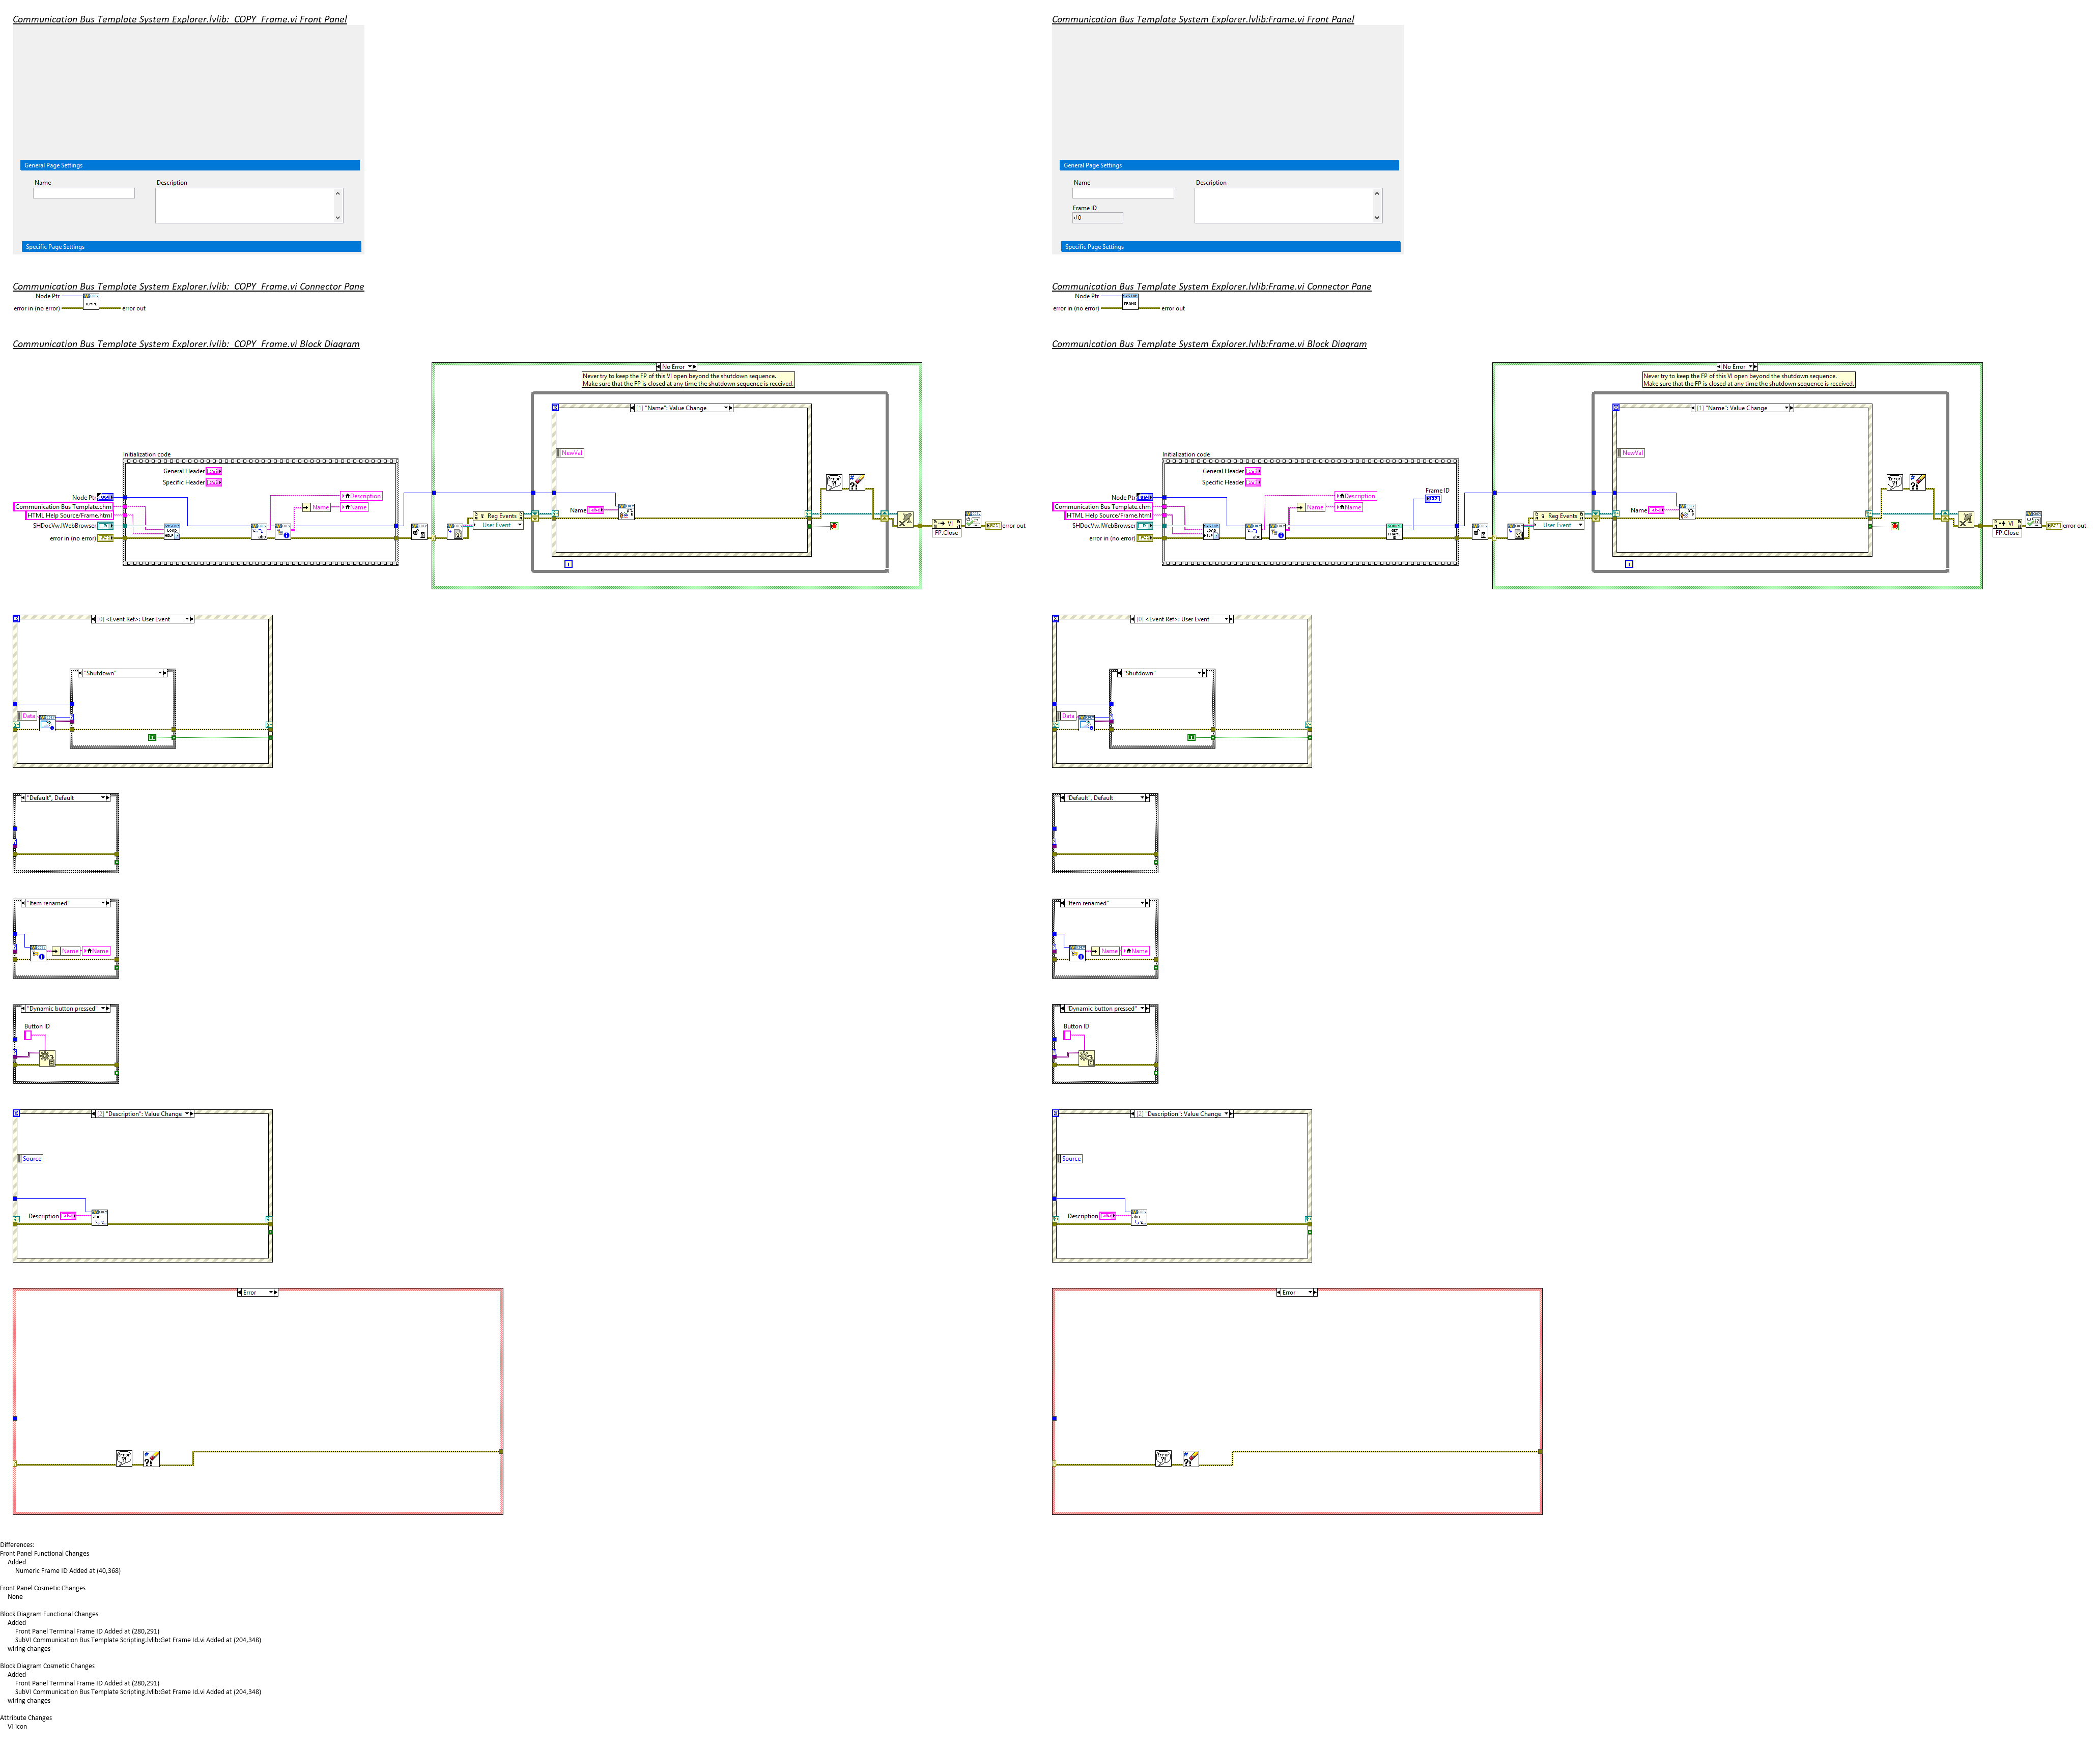 Communication Bus Template System Explorer.lvlib:_COPY_Frame.vi Front Panel
General Page Settings
Name
Description
Specific Page Settings
Communication Bus Template System Explorer.lvlib:_COPY_Frame.vi Connector Pane
Node Ptr
TEMPL
error in (no error)
error out
Communication Bus Template System Explorer.lvlib:_COPY_Frame.vi Block Diagram
No Error
Never try to keep the FP of this VI open beyond the shutdown sequence.
Make sure that the FP is closed at any time the shutdown sequence is received.
[1] "Name": Value Change
NewVal
Initialization code
General Header
Specific Header
Node Ptr
Communication Bus Template.chm
HTML Help Source/Frame.html
SHDocVw.IWebBrowser
error in (no error)
LOAD
HELP
abc
Description
Name
Name
Reg Events
User Event
Name
i
VI
FP.Close
error out
[0] <Event Ref>: User Event
"Shutdown"
Data
"Default", Default
"Item renamed"
Name
Name
"Dynamic button pressed"
Button ID
[2] "Description": Value Change
Source
Description
abc
Error
Communication Bus Template System Explorer.lvlib:Frame.vi Front Panel
General Page Settings
Name
Description
Frame ID
d 0
Specific Page Settings
Communication Bus Template System Explorer.lvlib:Frame.vi Connector Pane
Node Ptr
FRAME
error in (no error)
error out
Communication Bus Template System Explorer.lvlib:Frame.vi Block Diagram
No Error
Never try to keep the FP of this VI open beyond the shutdown sequence.
Make sure that the FP is closed at any time the shutdown sequence is received.
[1] "Name": Value Change
NewVal
Initialization code
General Header
Specific Header
Node Ptr
Communication Bus Template.chm
HTML Help Source/Frame.html
SHDocVw.IWebBrowser
error in (no error)
LOAD
HELP
abc
Description
Name
Name
Frame ID
GET
FRAME
Reg Events
User Event
Name
i
VI
FP.Close
error out
[0] <Event Ref>: User Event
"Shutdown"
Data
"Default", Default
"Item renamed"
Name
Name
"Dynamic button pressed"
Button ID
[2] "Description": Value Change
Source
Description
abc
Error
Differences:
Front Panel Functional Changes
Added
Numeric Frame ID Added at (40,368)
Front Panel Cosmetic Changes
None
Block Diagram Functional Changes
Added
Front Panel Terminal Frame ID Added at (280,291)
SubVI Communication Bus Template Scripting.lvlib:Get Frame Id.vi Added at (204,348)
wiring changes
Block Diagram Cosmetic Changes
Added
Front Panel Terminal Frame ID Added at (280,291)
SubVI Communication Bus Template Scripting.lvlib:Get Frame Id.vi Added at (204,348)
wiring changes
Attribute Changes
VI icon